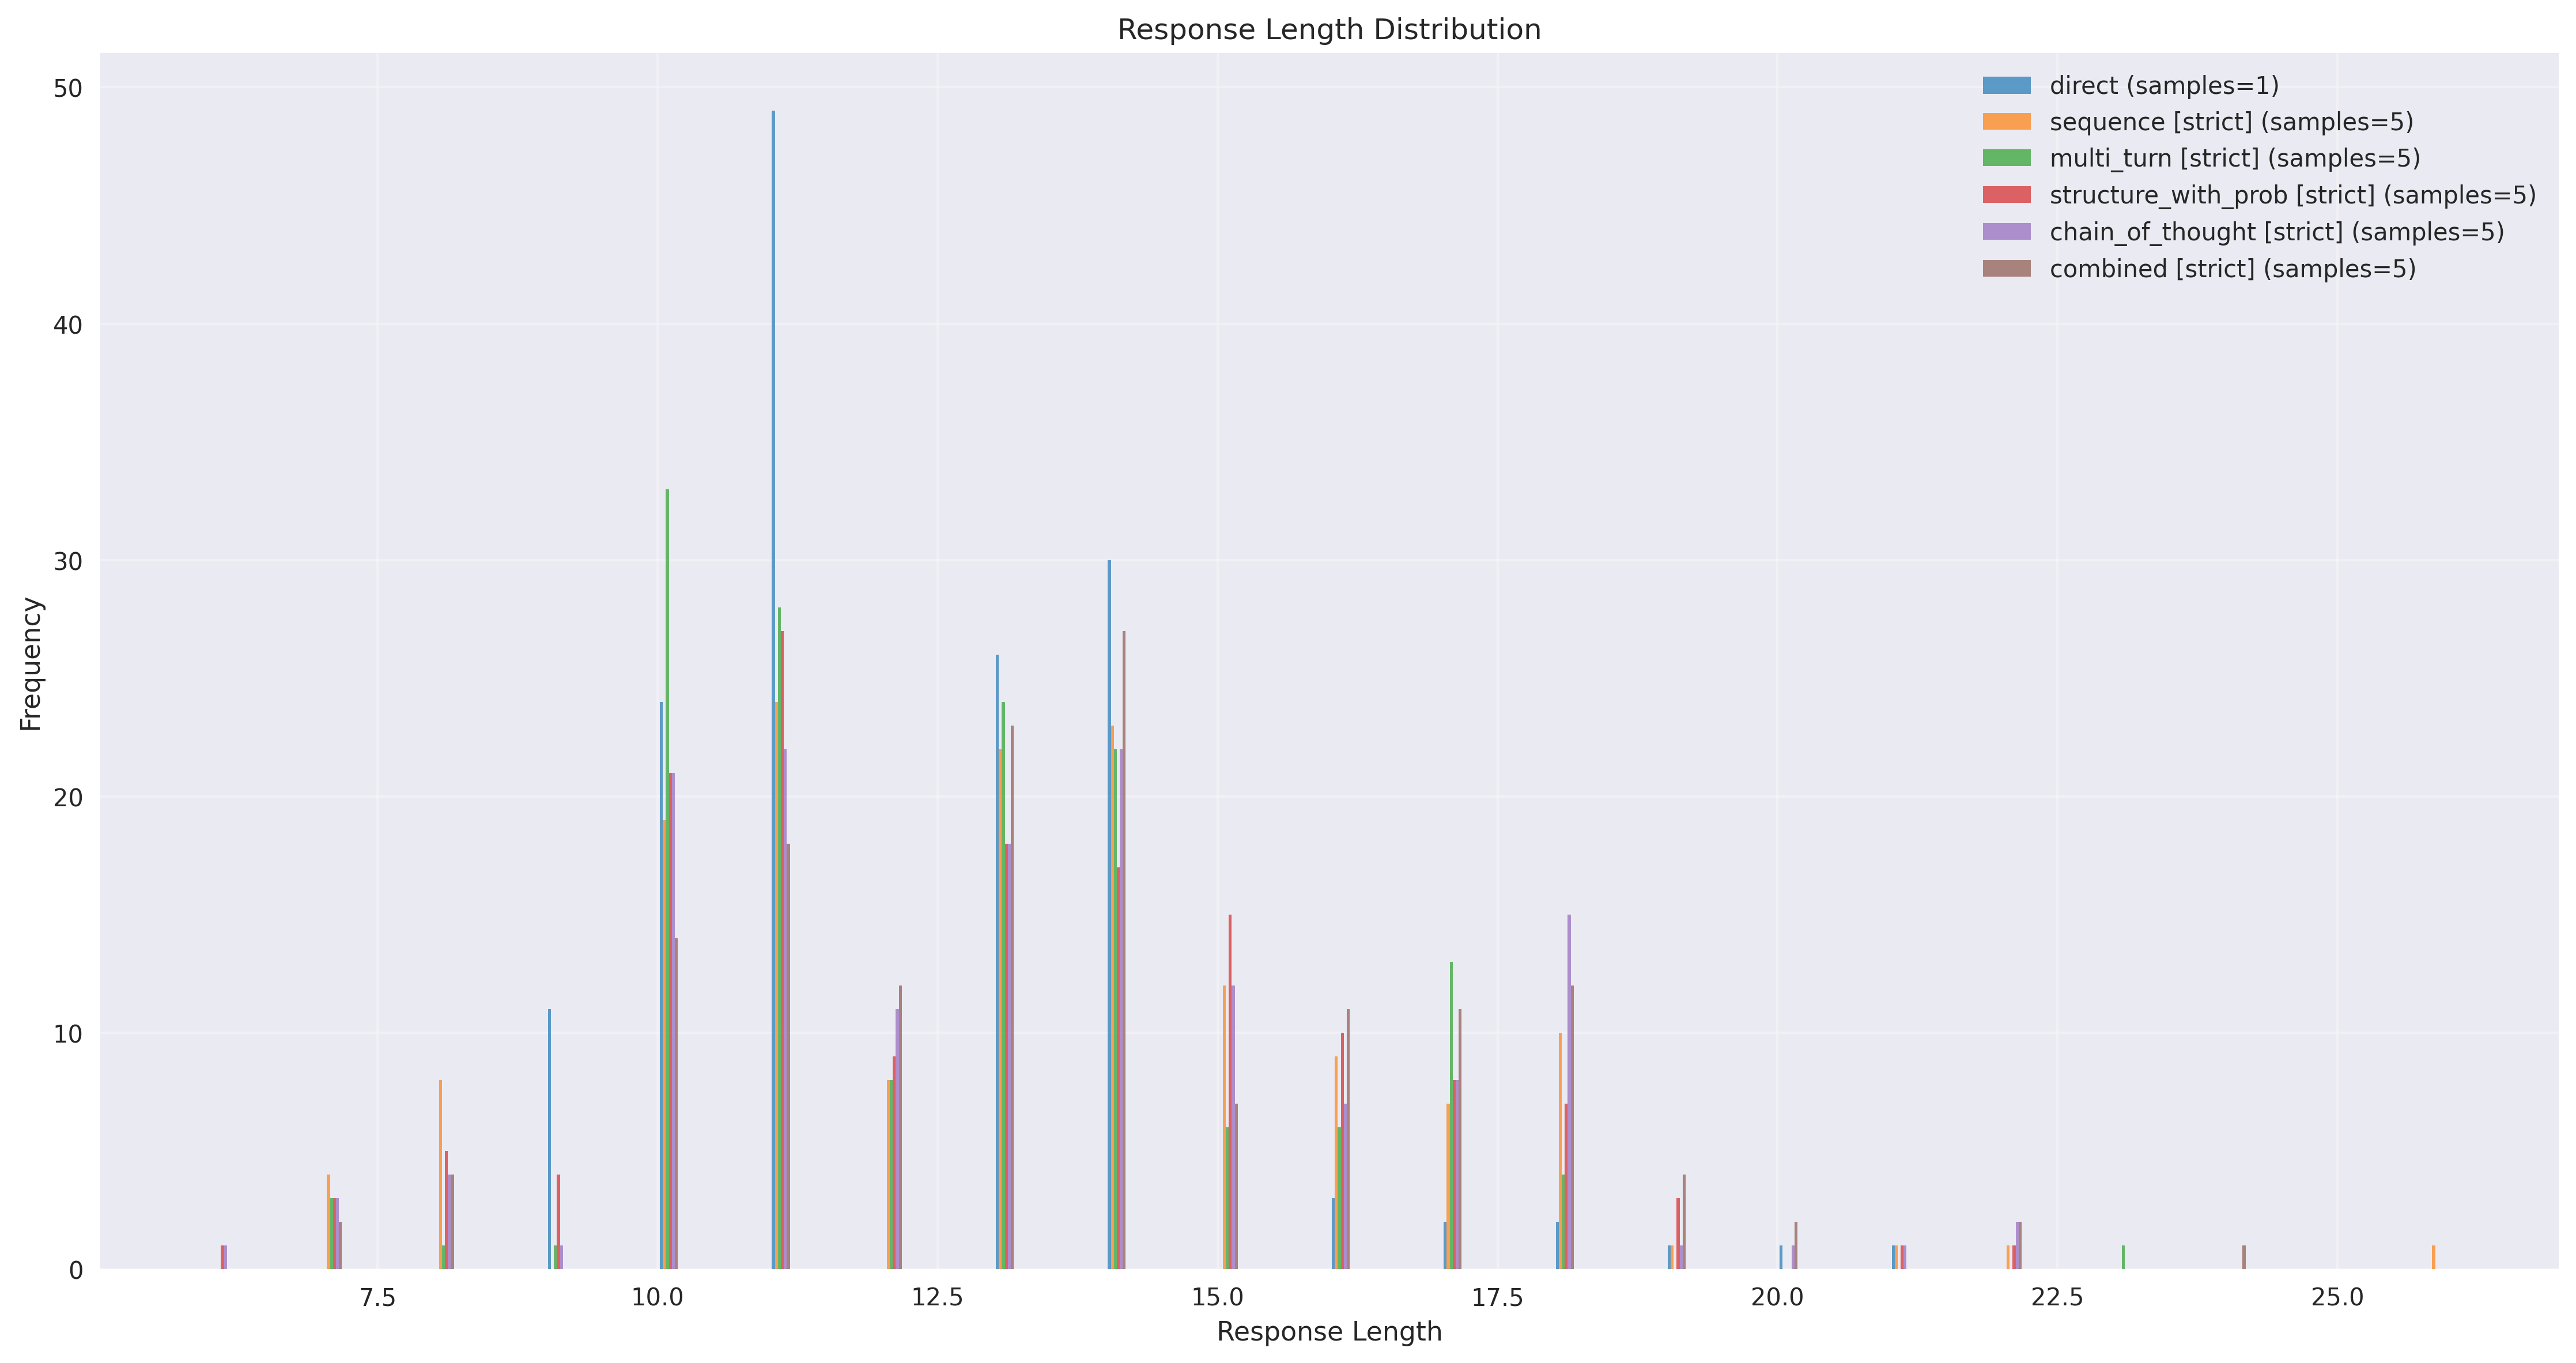 Response Length Distribution
50
40
30
20
10
0
Frequency
direct (samples=1)
sequence [strict] (samples=5)
multi_turn [strict] (samples=5)
structure_with_prob [strict] (samples=5)
chain_of_thought [strict] (samples=5)
combined [strict] (samples=5)
7.5 10.0 12.5 15.0 17.5 20.0 22.5 25.0
Response Length